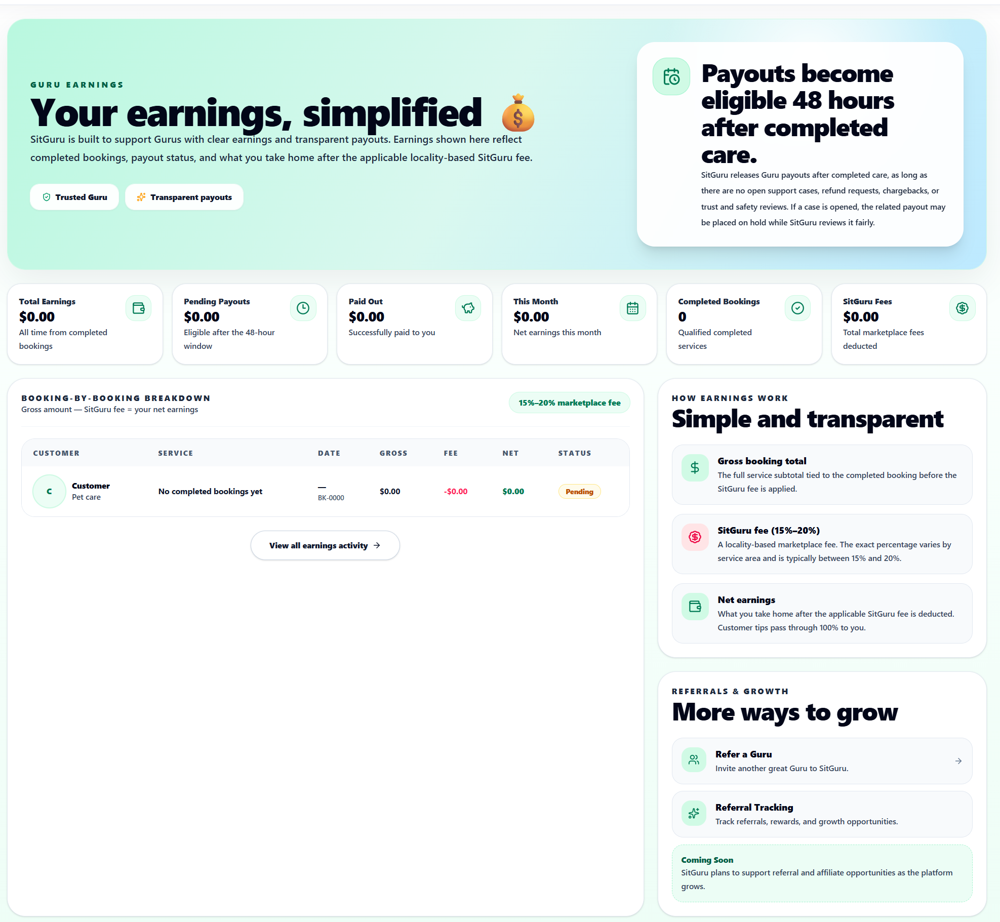 GURU EARNINGS
Your earnings, simplified
SitGuru is built to support Gurus with clear earnings and transparent payouts. Earnings shown here reflect
completed bookings, payout status, and what you take home after the applicable locality-based SitGuru fee.
Trusted Guru
Transparent payouts
Payouts become
eligible 48 hours
after completed
care.
SitGuru releases Guru payouts after completed care, as long as
there are no open support cases, refund requests, chargebacks, or
trust and safety reviews. If a case is opened, the related payout may
be placed on hold while SitGuru reviews it fairly.
Total Earnings
$0.00
All time from completed
bookings
Pending Payouts
$0.00
Eligible after the 48-hour
window
Paid Out
$0.00
Successfully paid to you
This Month
$0.00
Net earnings this month
Completed Bookings
0
Qualified completed
services
SitGuru Fees
$0.00
Total marketplace fees
deducted
BOOKING-BY-BOOKING BREAKDOWN
Gross amount — SitGuru fee = your net earnings
15%–20% marketplace fee
CUSTOMER SERVICE DATE GROSS FEE NET STATUS
C
Customer
Pet care
No completed bookings yet
—
BK-0000
$0.00
-$0.00
$0.00
Pending
View all earnings activity →
HOW EARNINGS WORK
Simple and transparent
Gross booking total
The full service subtotal tied to the completed booking before the
SitGuru fee is applied.
SitGuru fee (15%–20%)
A locality-based marketplace fee. The exact percentage varies by
service area and is typically between 15% and 20%.
Net earnings
What you take home after the applicable SitGuru fee is deducted.
Customer tips pass through 100% to you.
REFERRALS & GROWTH
More ways to grow
Refer a Guru
Invite another great Guru to SitGuru.
Referral Tracking
Track referrals, rewards, and growth opportunities.
Coming Soon
SitGuru plans to support referral and affiliate opportunities as the platform
grows.